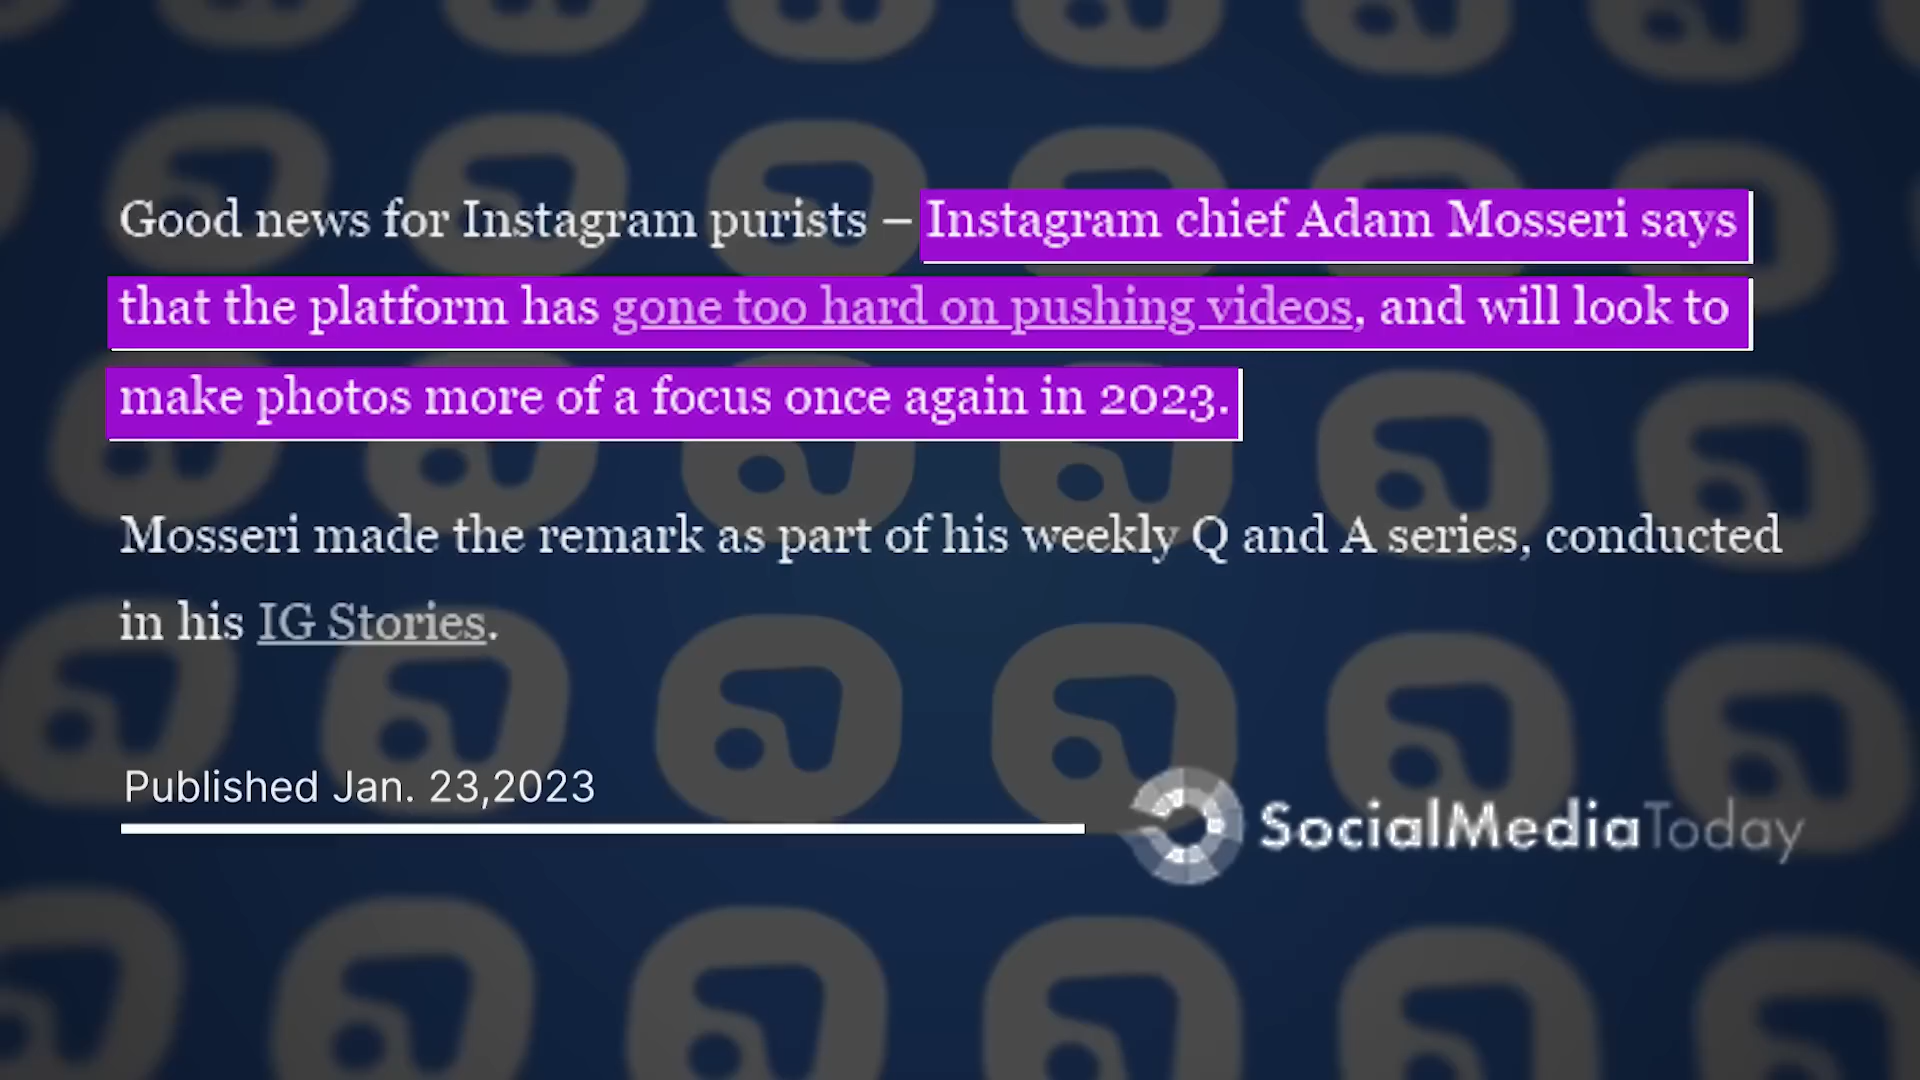 Good news for Instagram purists – Instagram chief Adam Mosseri says
that the platform has gone too hard on pushing videos, and will look to
make photos more of a focus once again in 2023.
Mosseri made the remark as part of his weekly Q and A series, conducted
in his IG Stories.
Published Jan. 23,2023
SocialMediaToday